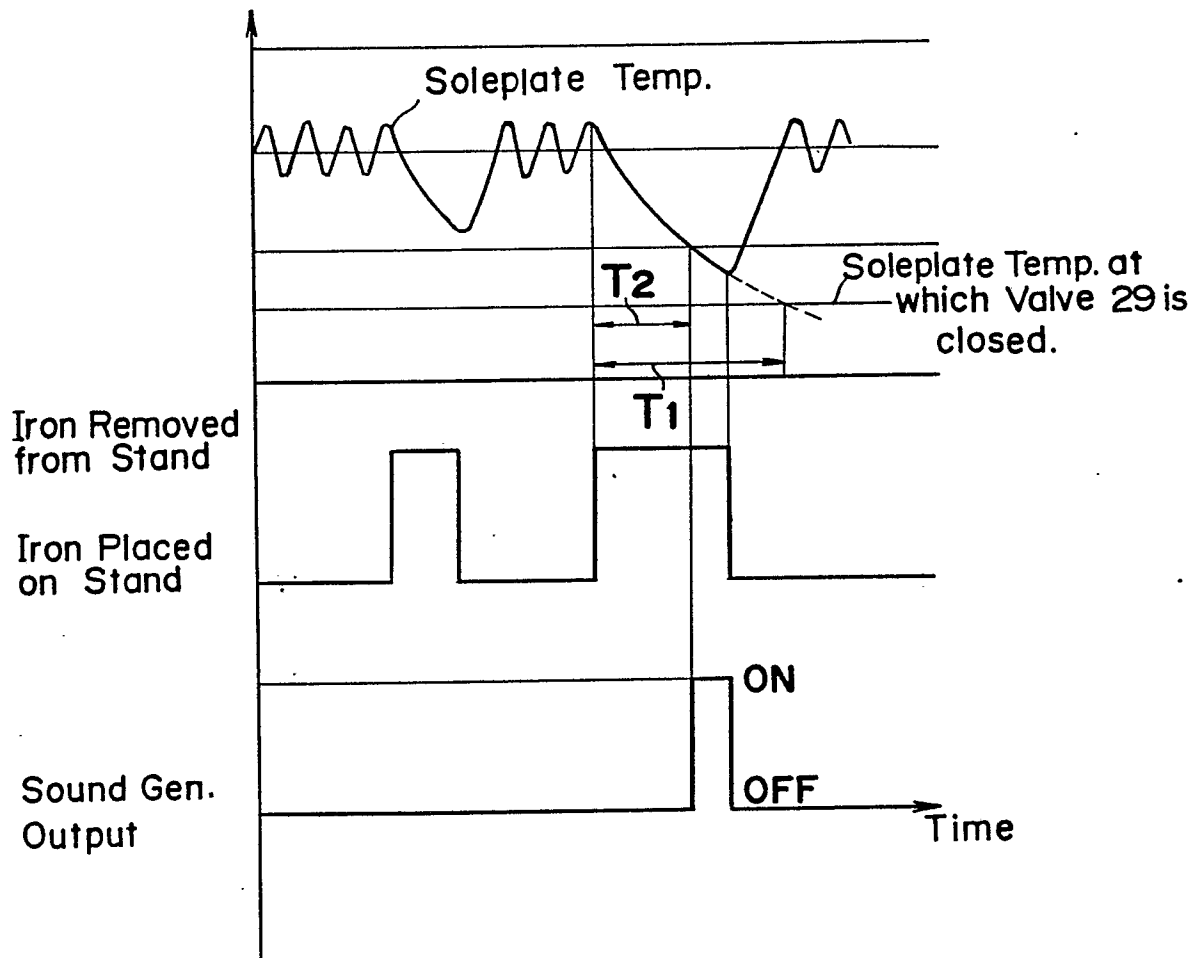 Soleplate Temp.
Soleplate Temp. at
which Valve 29 is
closed.
T2
T1
Iron Removed
from Stand
Iron Placed
on Stand
ON
OFF
Sound Gen.
Output
Time